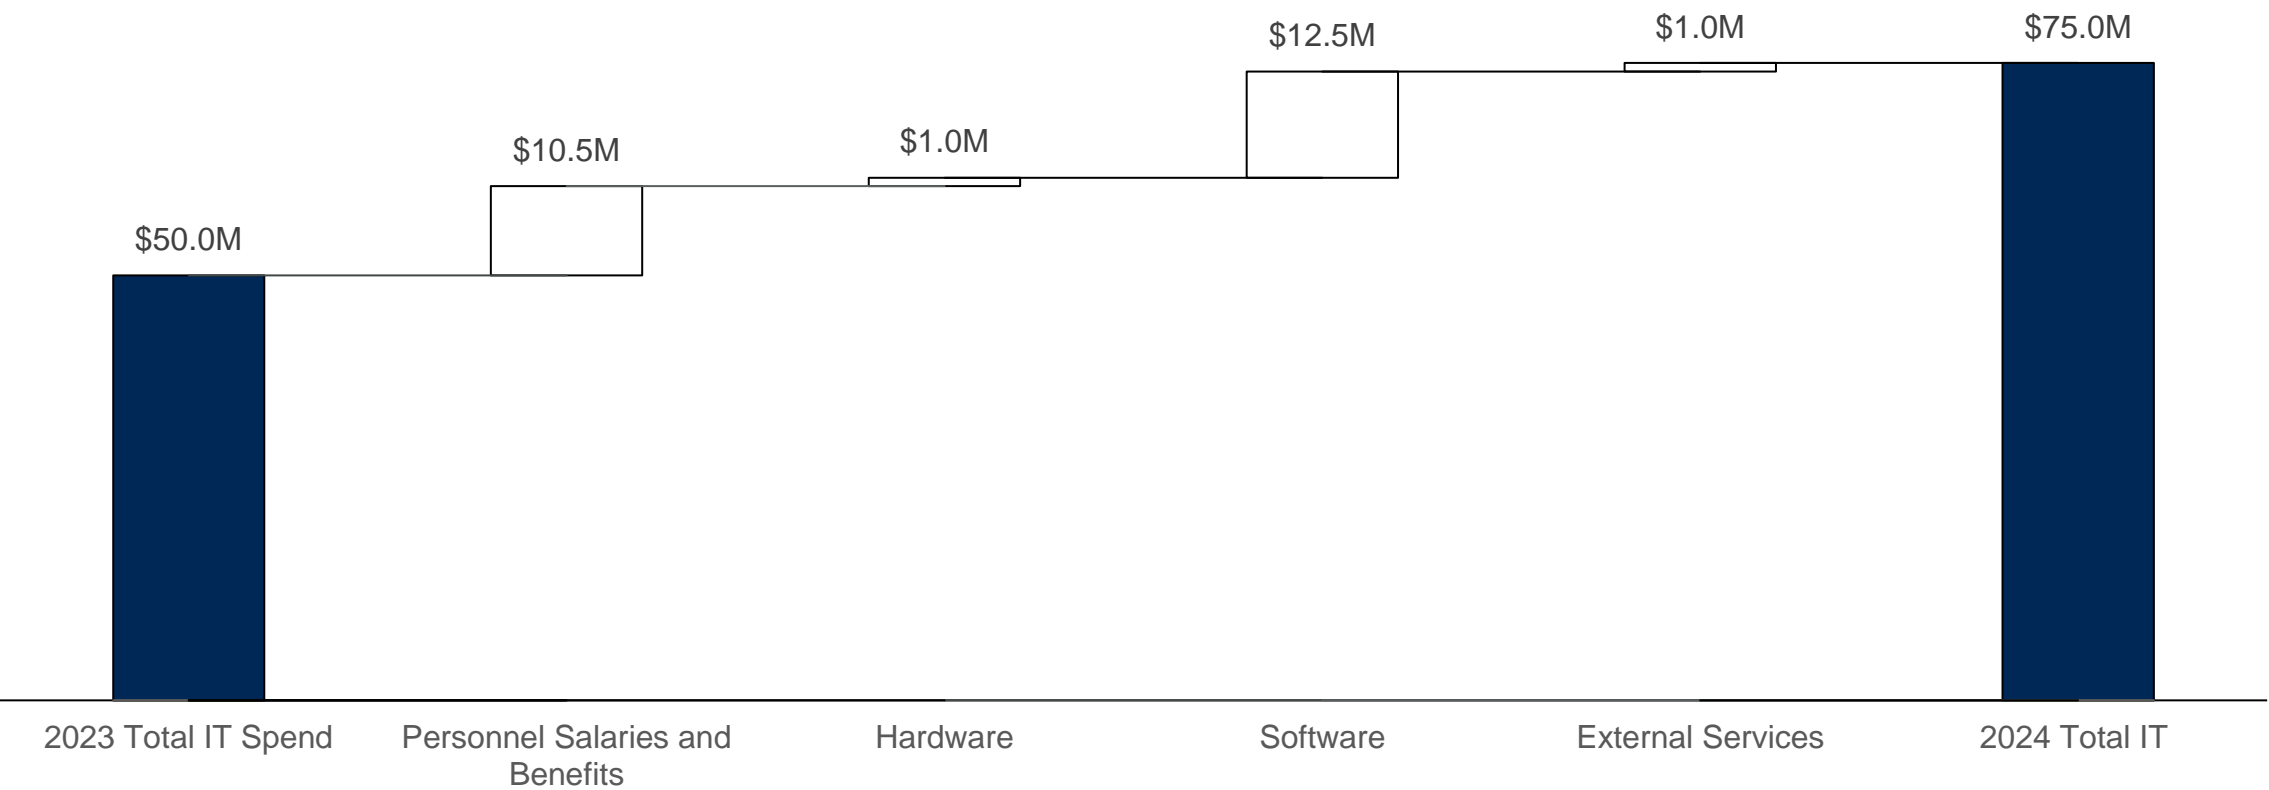 $50.0M
$10.5M
$1.0M
$12.5M
$1.0M
$75.0M
2023 Total IT Spend
Personnel Salaries and
Benefits
Hardware
Software
External Services
2024 Total IT